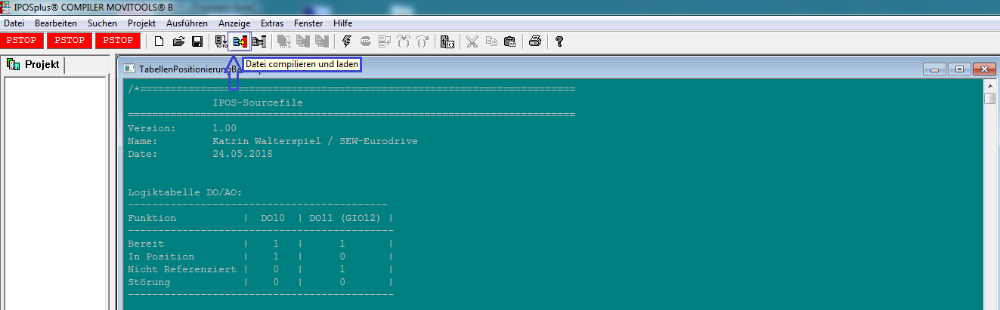 IPOSplus® COMPILER MOVITOOLS® B
Datei Bearbeiten Suchen Projekt Ausführen Anzeige Extras Fenster Hilfe
PSTOP PSTOP PSTOP
Projekt
Datei compilieren und laden
TabellenPositionierungBa
/*========================================================================
IPOS-Sourcefile
==========================================================================
Version: 1.00
Name: Katrin Walterspiel / SEW-Eurodrive
Date: 24.05.2018
Logiktabelle DO/AO:
-------------------------------------------
Funktion | DO10 | DO11 (GIO12) |
--------------------------------------------
Bereit | 1 | 1 |
In Position | 1 | 0 |
Nicht Referenziert | 0 | 1 |
Störung | 0 | 0 |
--------------------------------------------